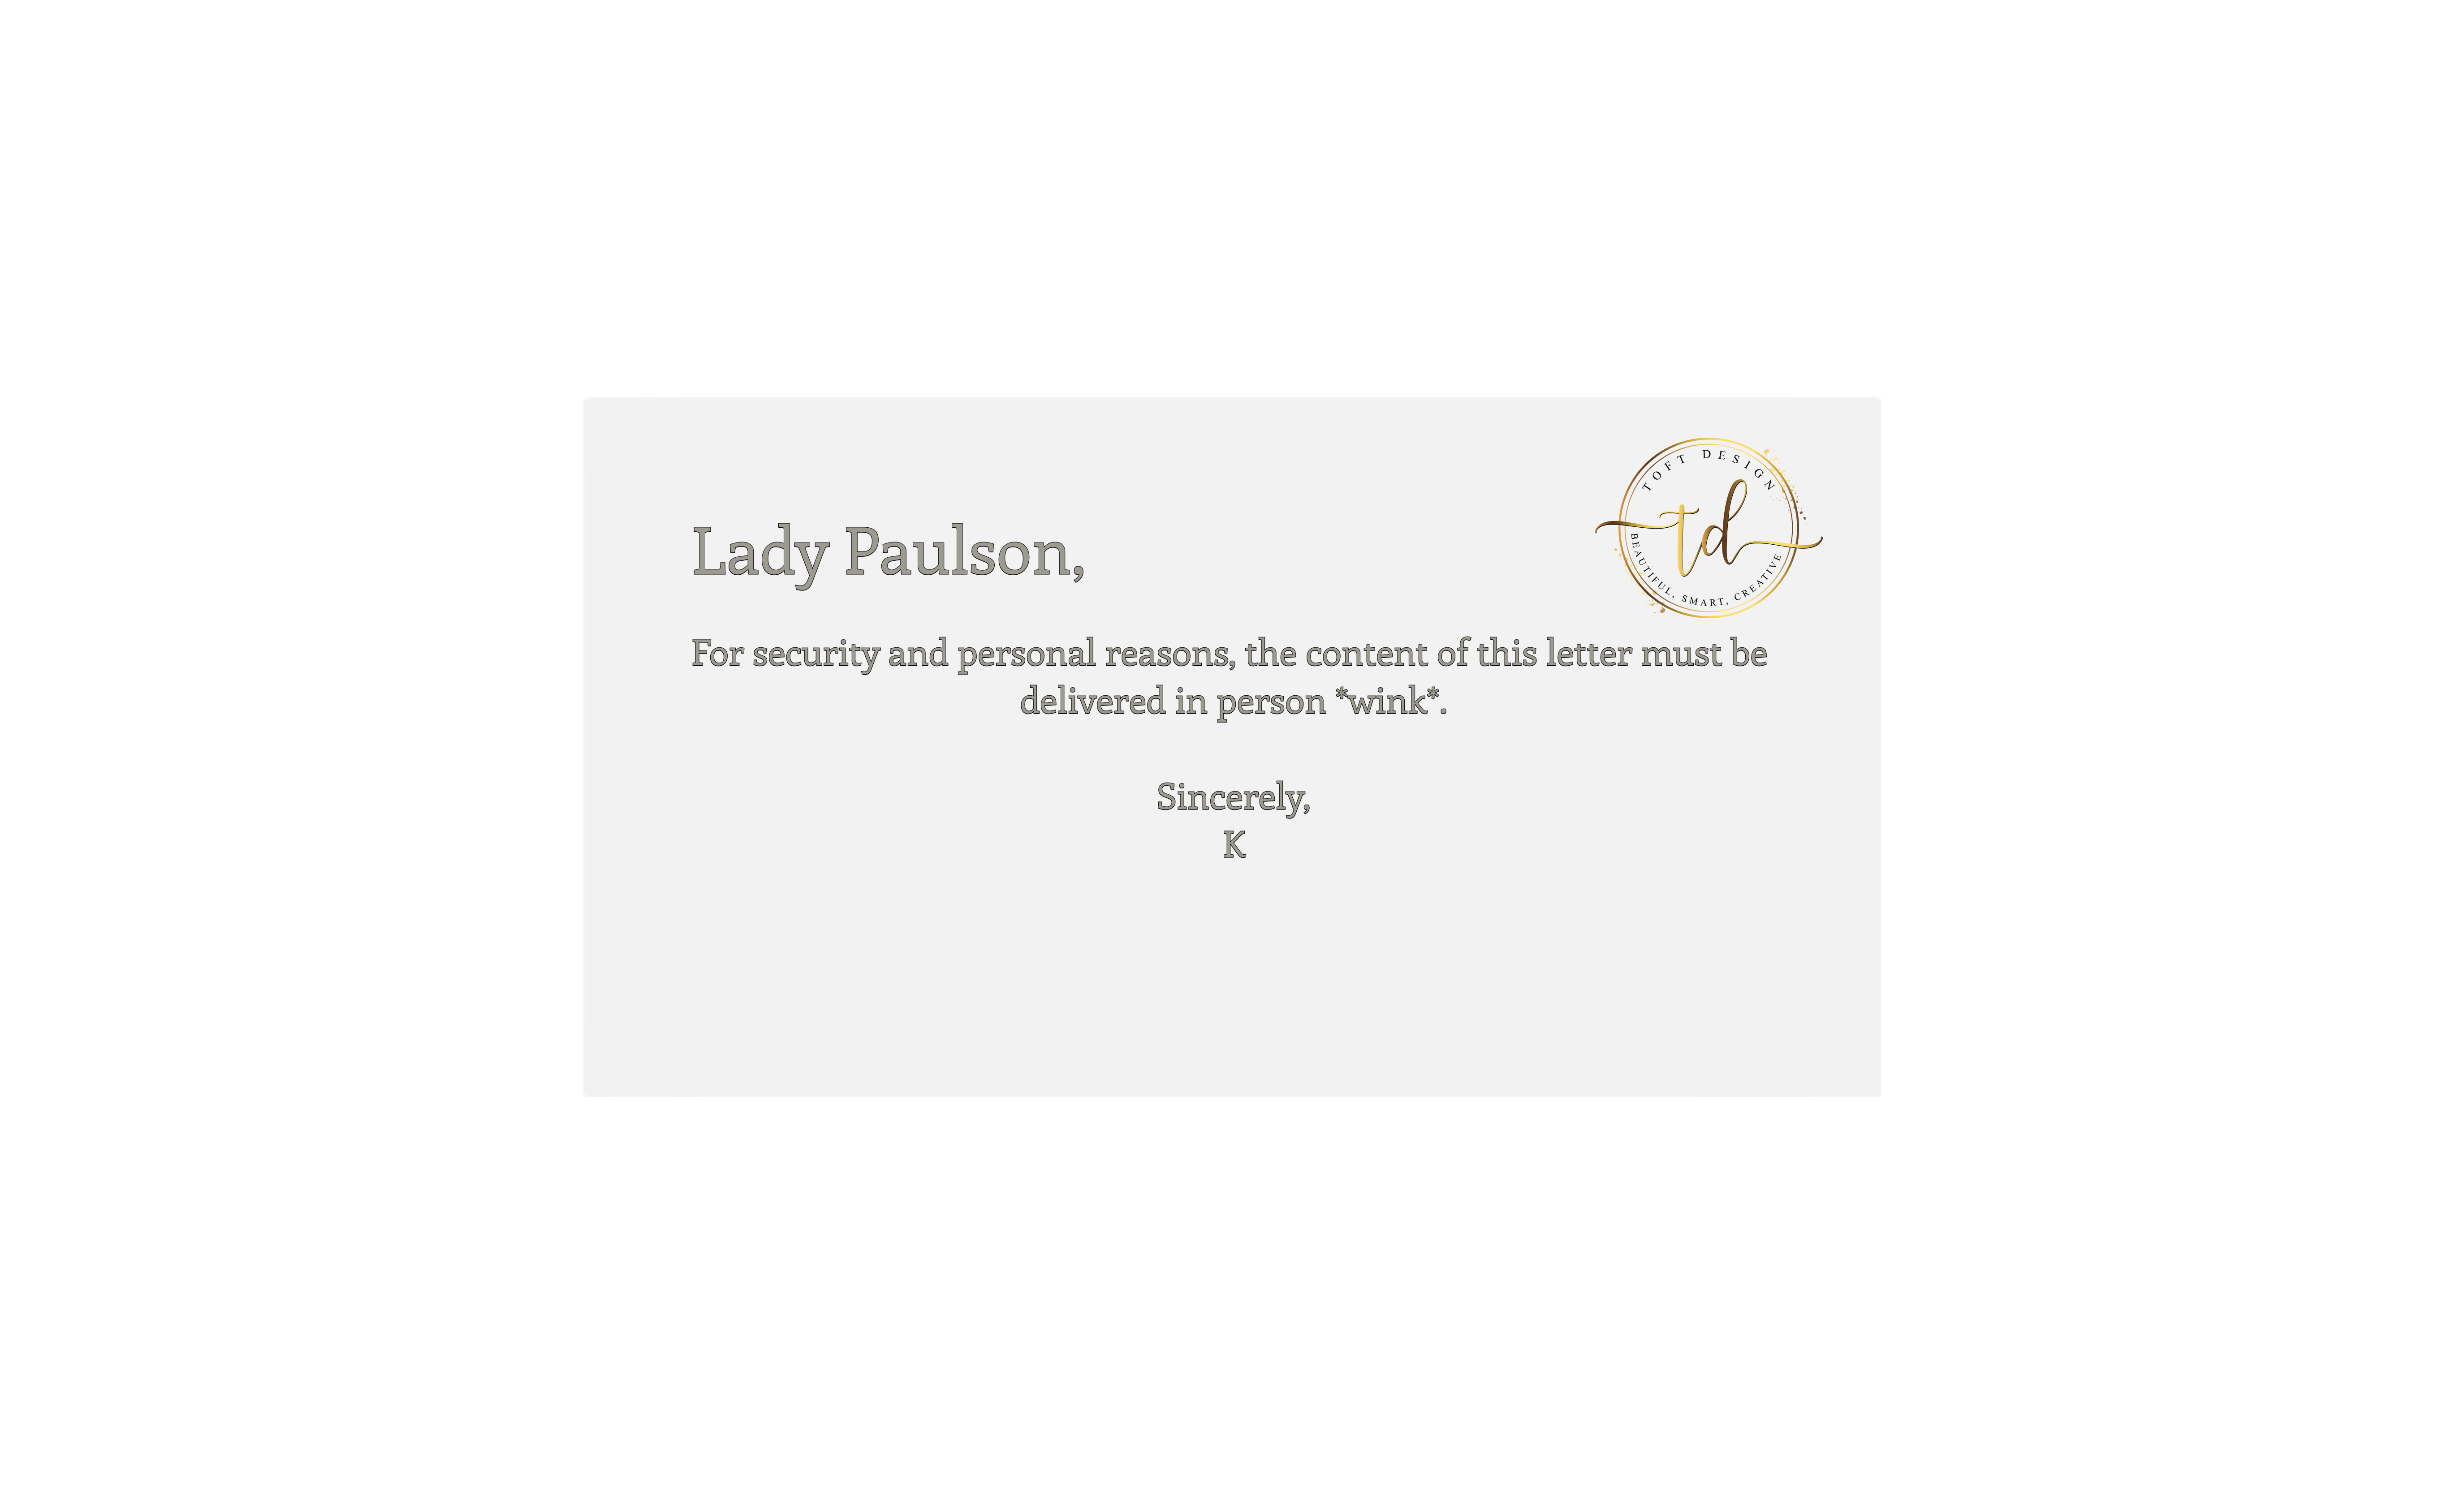 TOFT DESIGN
td
BEAUTIFUL, SMART, CREATIVE
Lady Paulson,
For security and personal reasons, the content of this letter must be
delivered in person *wink*.
Sincerely,
K